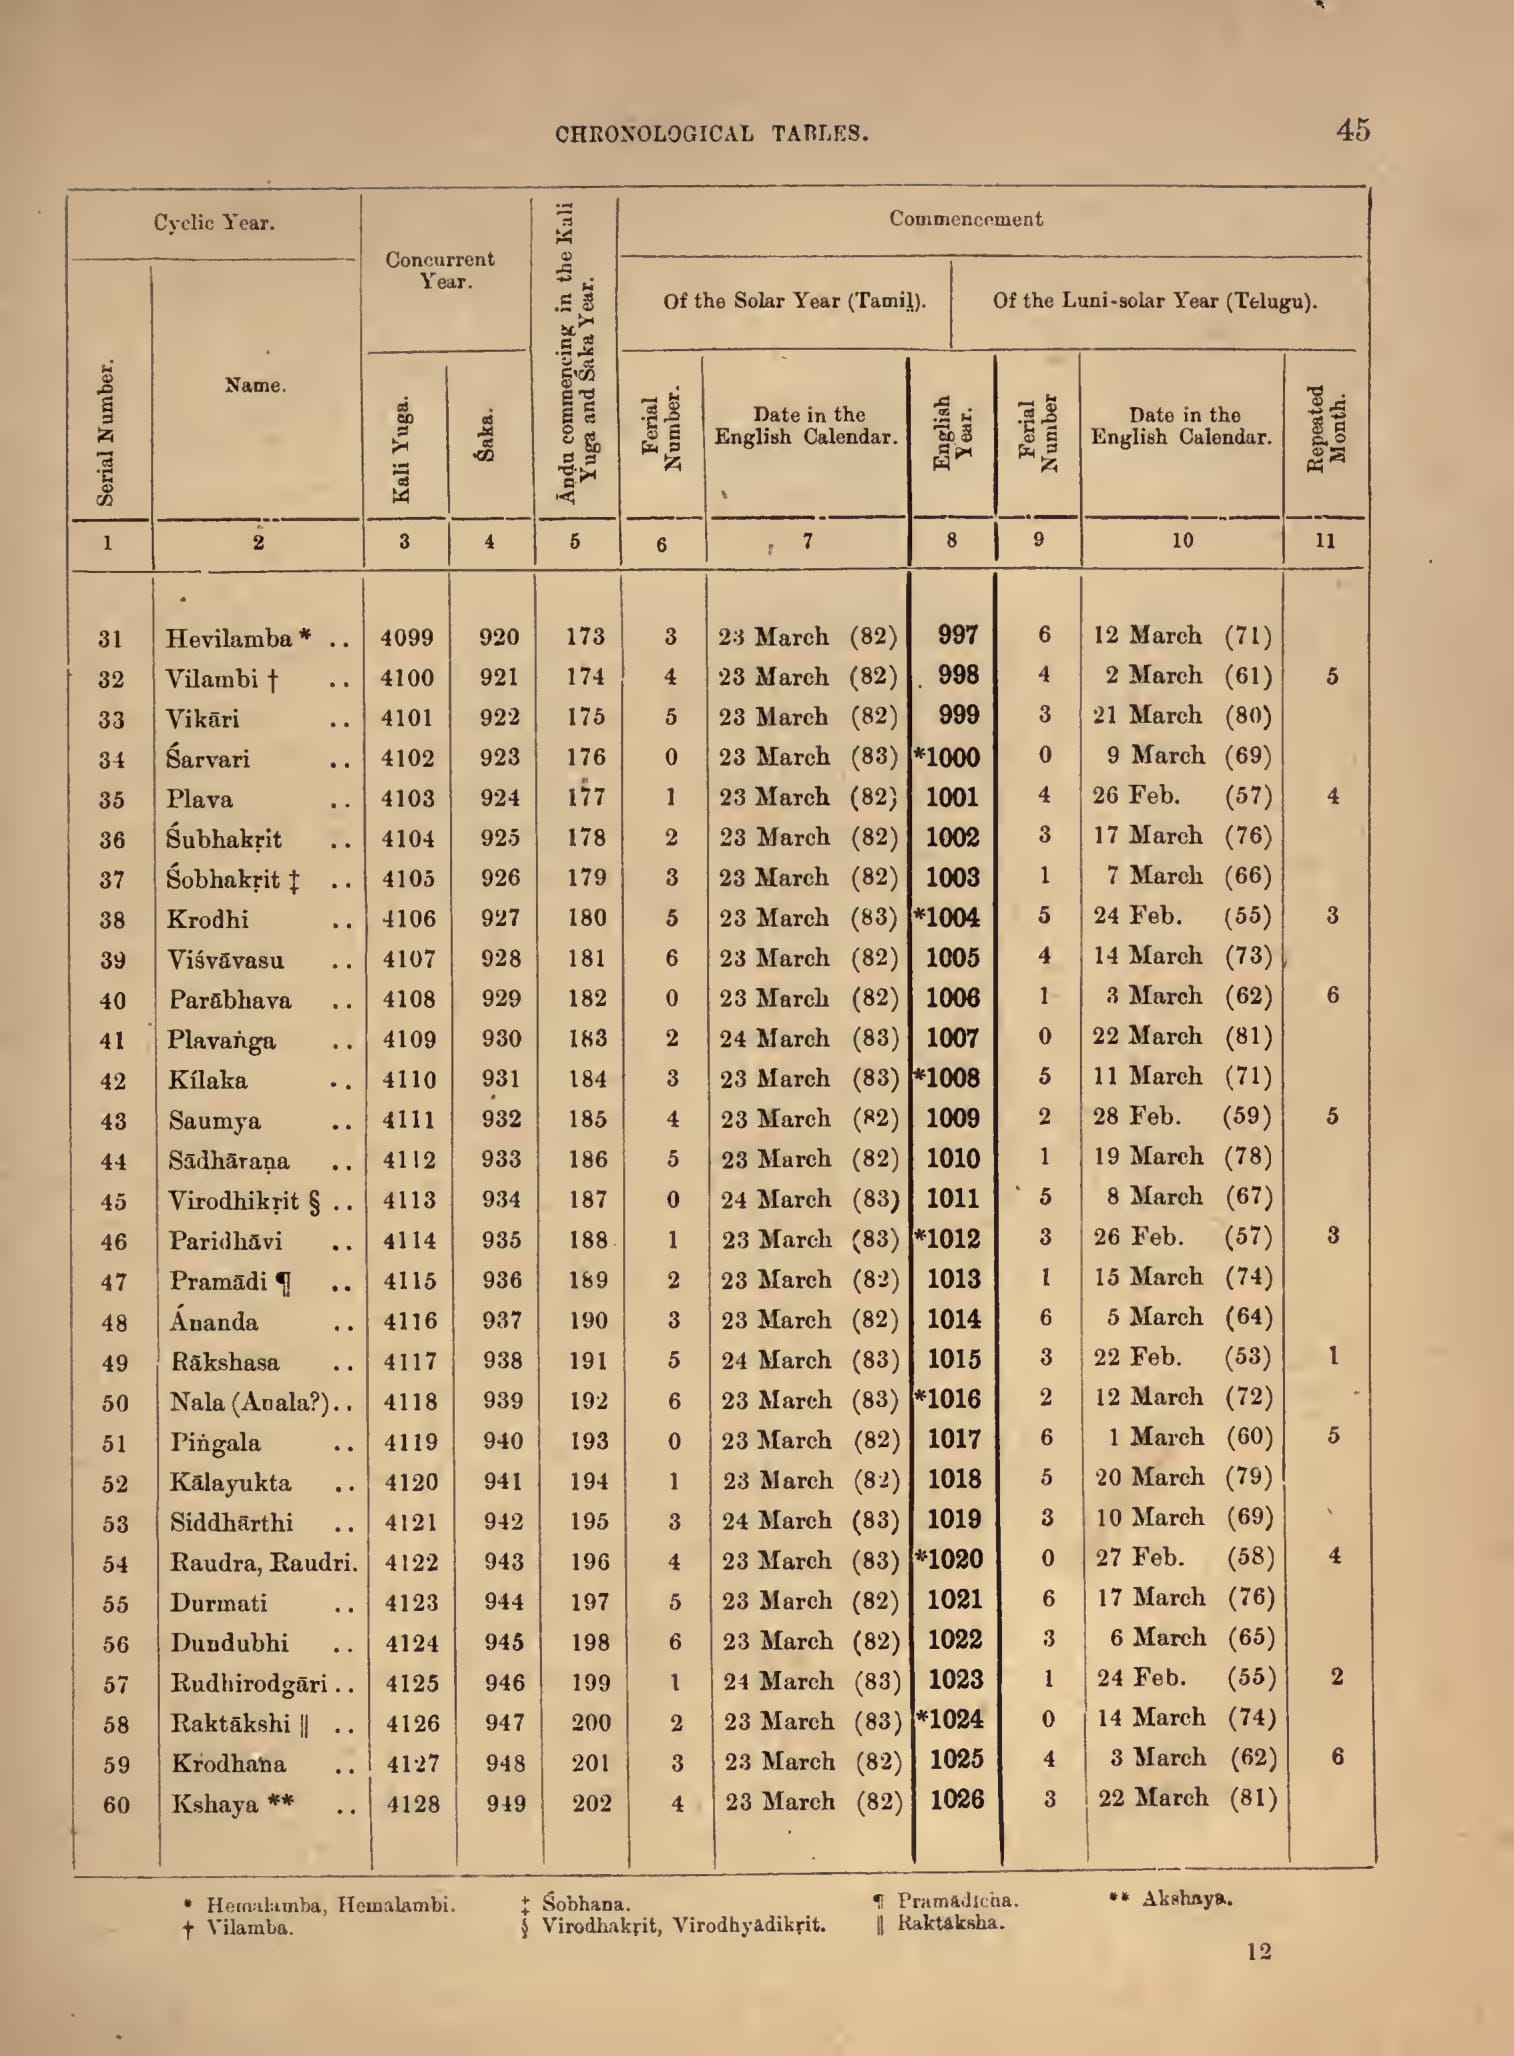 CHRONOLOGICAL TABLES. 45
Cyclic Year.
Concurrent Year.
Āṇḍu commencing in the Kali Yuga and Śaka Year.
Commencement
Of the Solar Year (Tamiḻ).
Of the Luni-solar Year (Telugu).
Serial Number.
Name.
Kali Yuga.
Śaka.
Ferial Number.
Date in the English Calendar.
English Year.
Ferial Number
Date in the English Calendar.
Repeated Month.
1 2 3 4 5 6 7 8 9 10 11
31 Hevilamba * .. 4099 920 173 3 23 March (82) 997 6 12 March (71)
32 Vilambi † .. 4100 921 174 4 23 March (82) 998 4 2 March (61) 5
33 Vikāri .. 4101 922 175 5 23 March (82) 999 3 21 March (80)
34 Śarvari .. 4102 923 176 0 23 March (83) *1000 0 9 March (69)
35 Plava .. 4103 924 177 1 23 March (82) 1001 4 26 Feb. (57) 4
36 Śubhakṛit .. 4104 925 178 2 23 March (82) 1002 3 17 March (76)
37 Śobhakṛit ‡ .. 4105 926 179 3 23 March (82) 1003 1 7 March (66)
38 Krodhi .. 4106 927 180 5 23 March (83) *1004 5 24 Feb. (55) 3
39 Viśvāvasu .. 4107 928 181 6 23 March (82) 1005 4 14 March (73)
40 Parābhava .. 4108 929 182 0 23 March (82) 1006 1 3 March (62) 6
41 Plavaṅga .. 4109 930 183 2 24 March (83) 1007 0 22 March (81)
42 Kílaka .. 4110 931 184 3 23 March (83) *1008 5 11 March (71)
43 Saumya .. 4111 932 185 4 23 March (82) 1009 2 28 Feb. (59) 5
44 Sādhāraṇa .. 4112 933 186 5 23 March (82) 1010 1 19 March (78)
45 Virodhikṛit § .. 4113 934 187 0 24 March (83) 1011 5 8 March (67)
46 Paridhāvi .. 4114 935 188 1 23 March (83) *1012 3 26 Feb. (57) 3
47 Pramādi ¶ .. 4115 936 189 2 23 March (82) 1013 1 15 March (74)
48 Ánanda .. 4116 937 190 3 23 March (82) 1014 6 5 March (64)
49 Rākshasa .. 4117 938 191 5 24 March (83) 1015 3 22 Feb. (53) 1
50 Nala (Anala?).. 4118 939 192 6 23 March (83) *1016 2 12 March (72)
51 Piṅgala .. 4119 940 193 0 23 March (82) 1017 6 1 March (60) 5
52 Kālayukta .. 4120 941 194 1 23 March (82) 1018 5 20 March (79)
53 Siddhārthi .. 4121 942 195 3 24 March (83) 1019 3 10 March (69)
54 Raudra, Raudri. 4122 943 196 4 23 March (83) *1020 0 27 Feb. (58) 4
55 Durmati .. 4123 944 197 5 23 March (82) 1021 6 17 March (76)
56 Dundubhi .. 4124 945 198 6 23 March (82) 1022 3 6 March (65)
57 Rudhirodgāri .. 4125 946 199 1 24 March (83) 1023 1 24 Feb. (55) 2
58 Raktākshi || .. 4126 947 200 2 23 March (83) *1024 0 14 March (74)
59 Krodhana .. 4127 948 201 3 23 March (82) 1025 4 3 March (62) 6
60 Kshaya ** .. 4128 949 202 4 23 March (82) 1026 3 22 March (81)
* Hemalamba, Hemalambi. ‡ Śobhana. ¶ Pramādicha. ** Akshaya.
† Vilamba. § Virodhakṛit, Virodhyādikṛit. || Raktāksha.
12